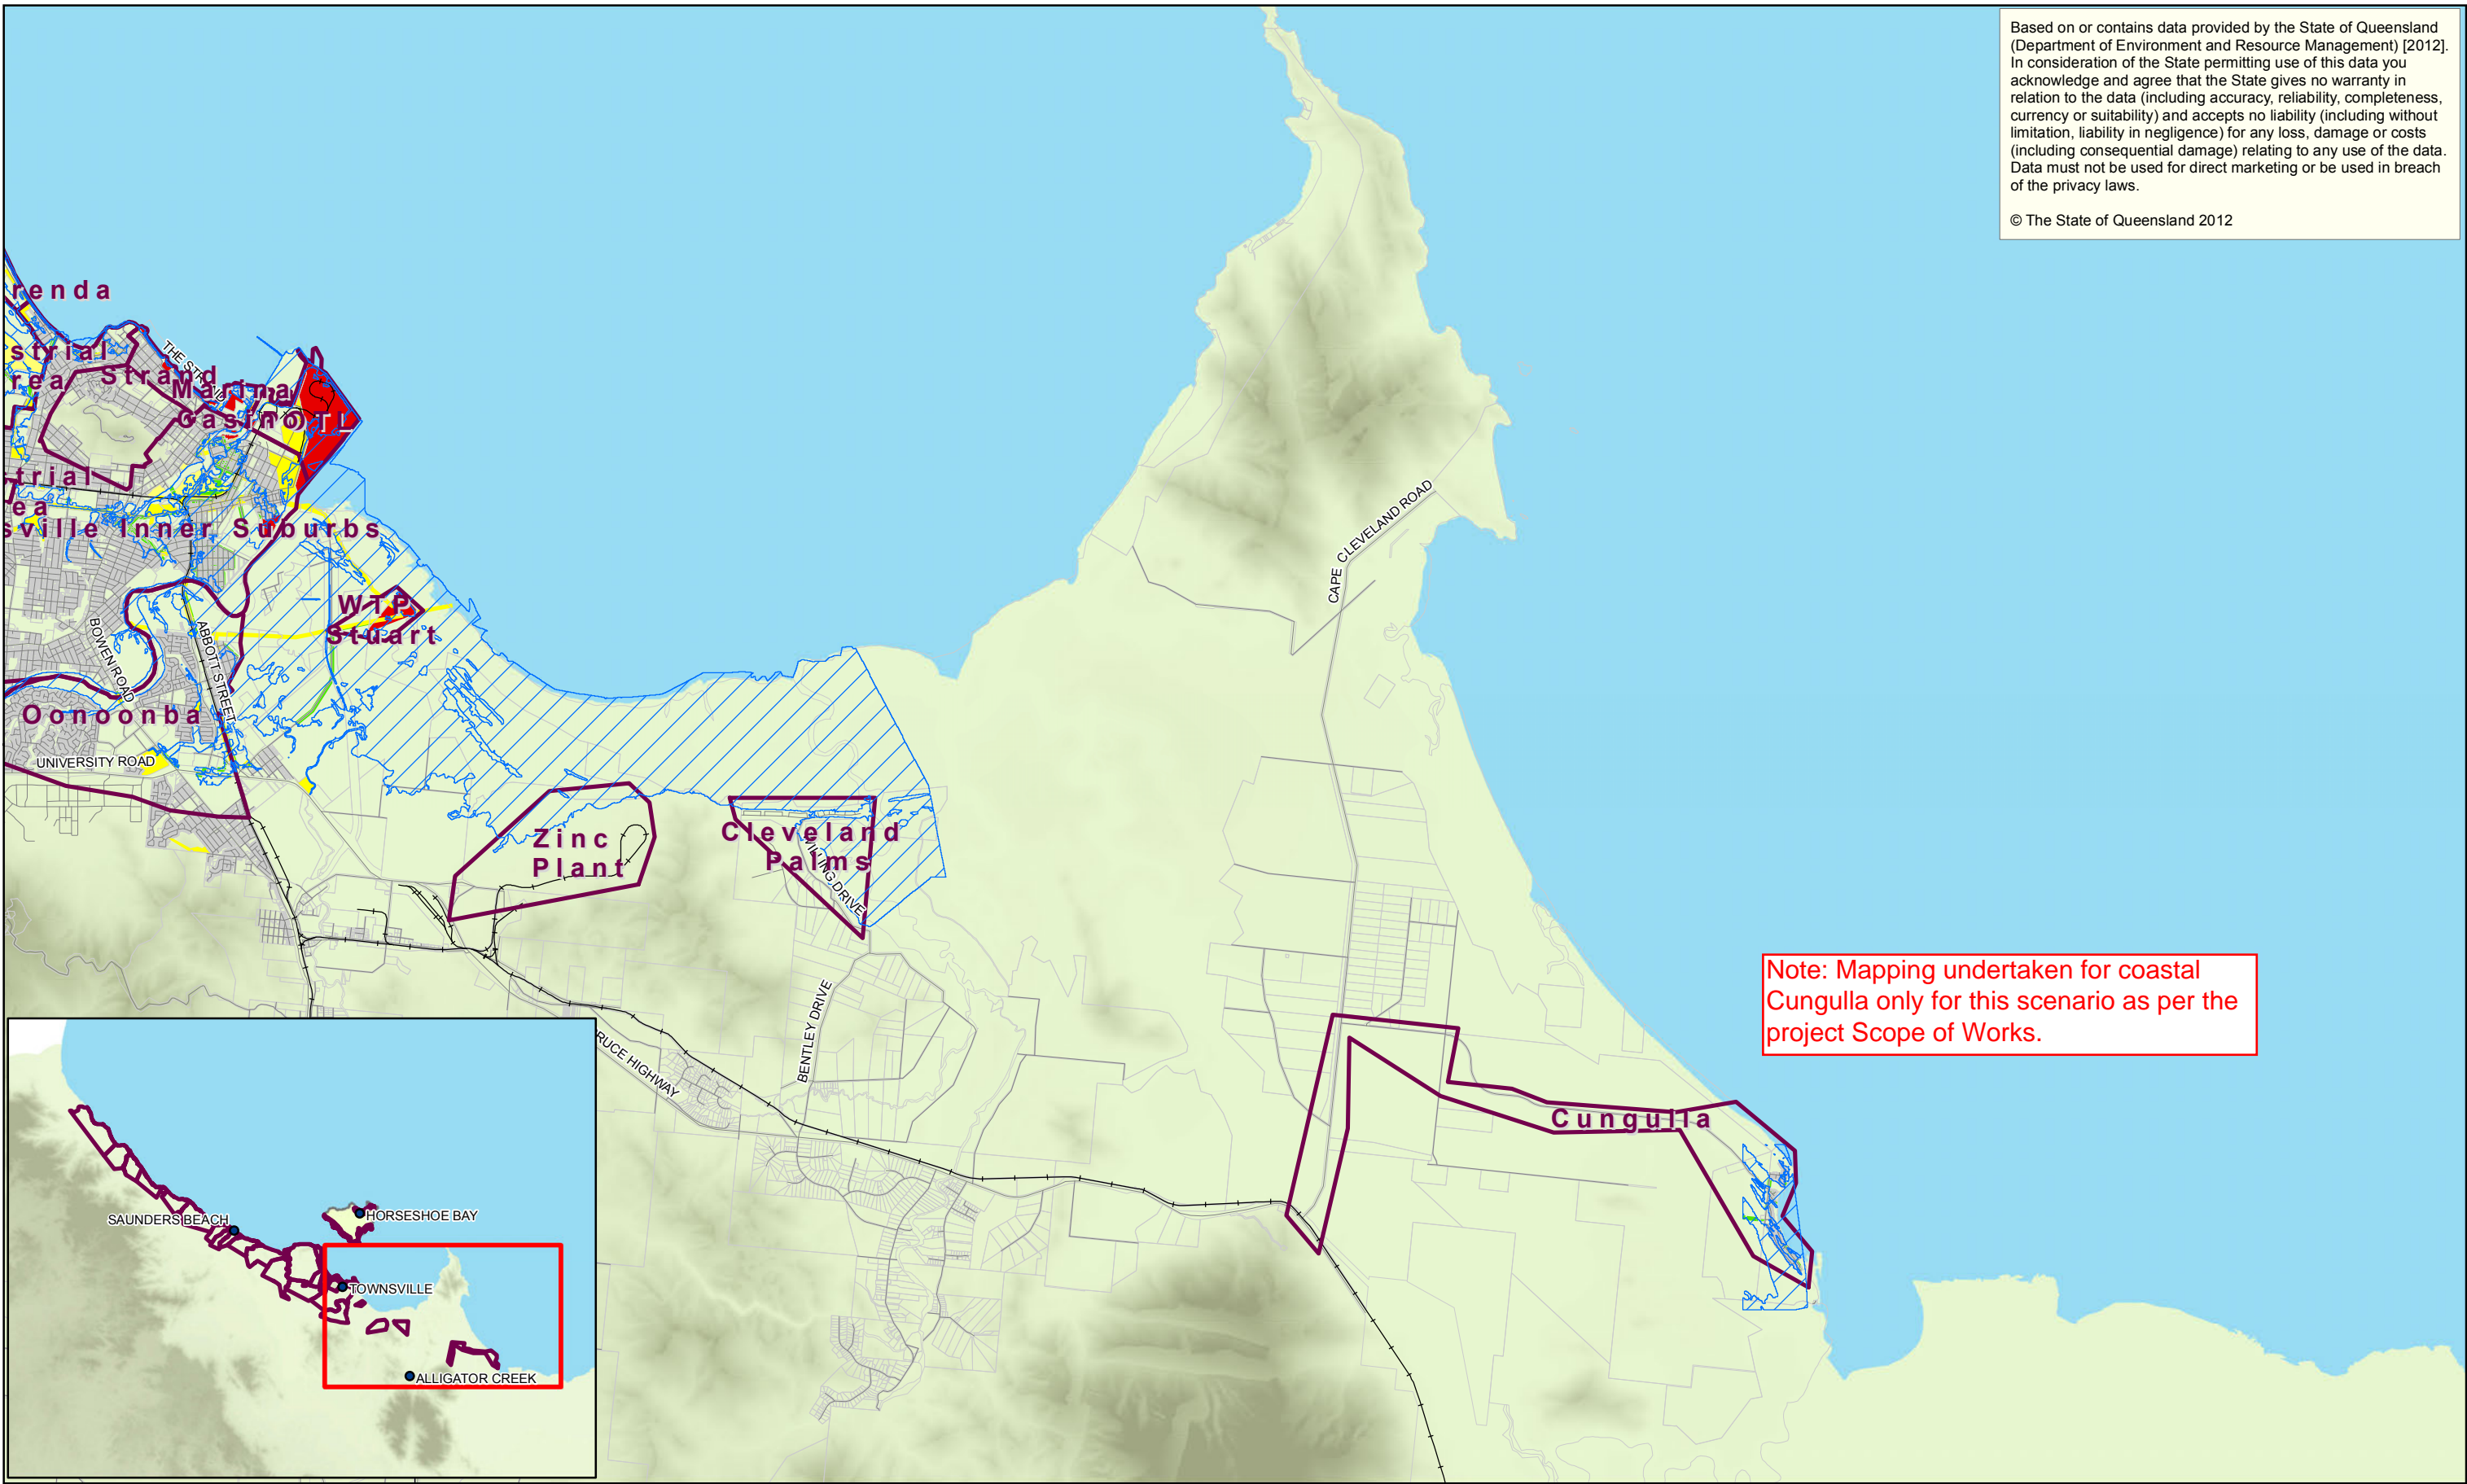 Based on or contains data provided by the State of Queensland
(Department of Environment and Resource Management) [2012].
In consideration of the State permitting use of this data you
acknowledge and agree that the State gives no warranty in
relation to the data (including accuracy, reliability, completeness,
currency or suitability) and accepts no liability (including without
limitation, liability in negligence) for any loss, damage or costs
(including consequential damage) relating to any use of the data.
Data must not be used for direct marketing or be used in breach
of the privacy laws.
© The State of Queensland 2012
renda
strial
rea
THE STRAND
Strand
Marina
Casino
POTL
trial
ea
sville Inner Suburbs
CAPE CLEVELAND ROAD
WTP
Stuart
BOWEN ROAD
ABBOTT STREET
Oonoonba
UNIVERSITY ROAD
Zinc
Plant
Cleveland
Palms
DRIVE
Note: Mapping undertaken for coastal
Cungulla only for this scenario as per the
project Scope of Works.
BENTLEY DRIVE
RUCE HIGHWAY
Cungulla
SAUNDERS BEACH
HORSESHOE BAY
TOWNSVILLE
ALLIGATOR CREEK